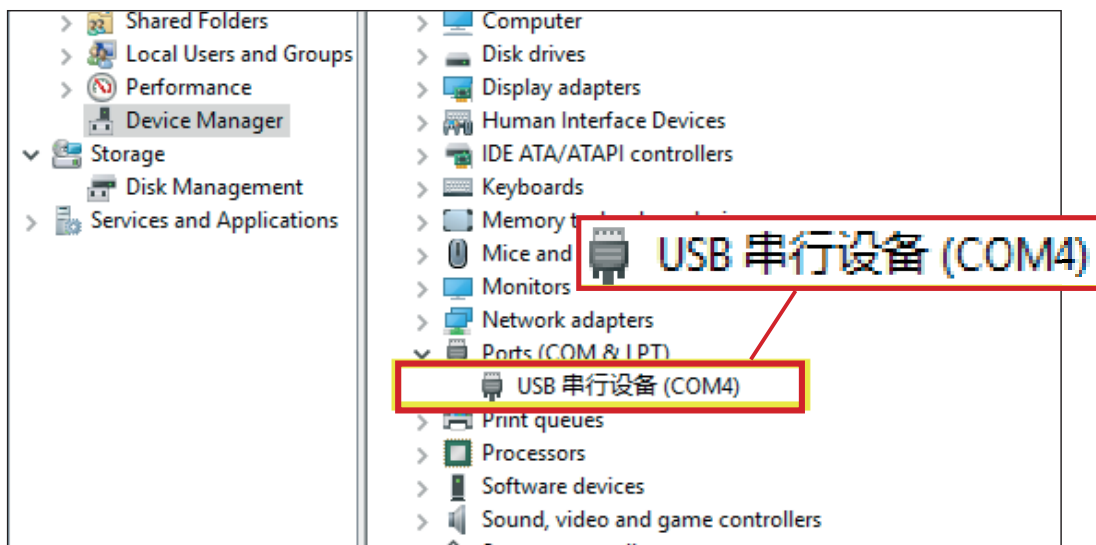 Shared Folders
Local Users and Groups
Performance
Device Manager
Storage
Disk Management
Services and Applications
Computer
Disk drives
Display adapters
Human Interface Devices
IDE ATA/ATAPI controllers
Keyboards
Memory
Mice and
Monitors
Network adapters
Ports (COM & LPT)
USB 串行设备 (COM4)
Print queues
Processors
Software devices
Sound, video and game controllers
USB 串行设备 (COM4)